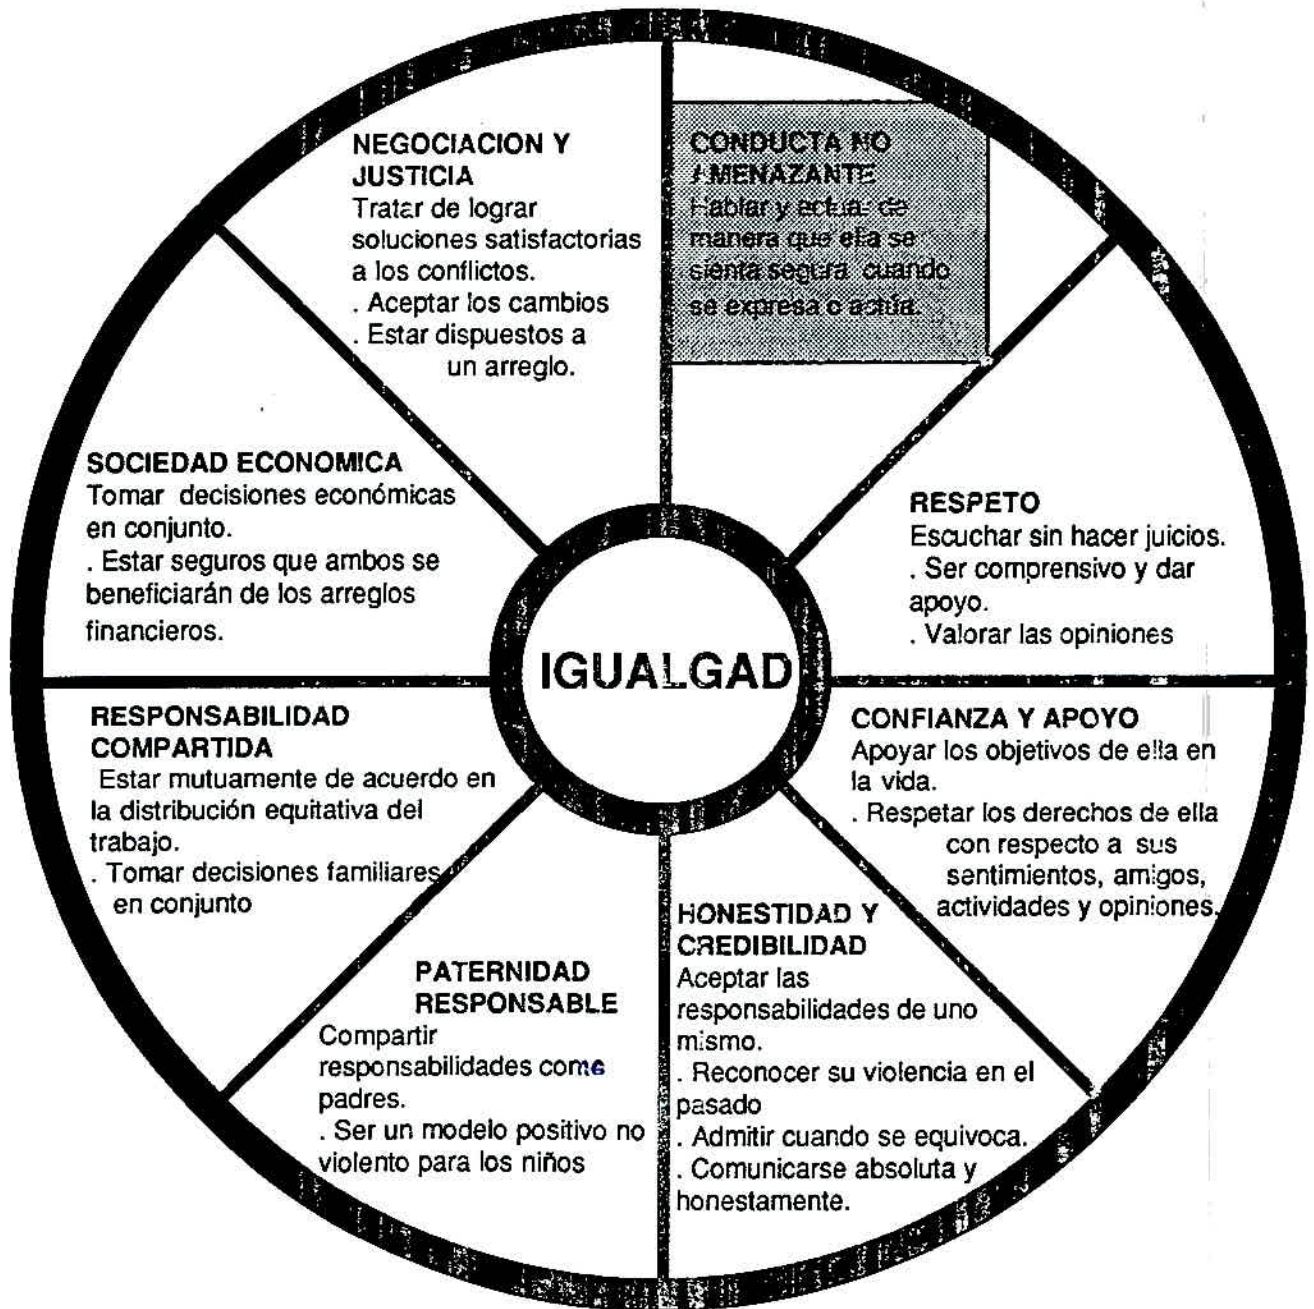 NEGOCIACION Y
JUSTICIA
Tratar de lograr
soluciones satisfactorias
a los conflictos.
. Aceptar los cambios
. Estar dispuestos a
un arreglo.
CONDUCTA NO
AMENAZANTE
Hablar y actuar de
manera que ella se
sienta segura cuando
se expresa o actúa.
RESPETO
Escuchar sin hacer juicios.
. Ser comprensivo y dar
apoyo.
. Valorar las opiniones
CONFIANZA Y APOYO
Apoyar los objetivos de ella en
la vida.
. Respetar los derechos de ella
con respecto a sus
sentimientos, amigos,
actividades y opiniones.
HONESTIDAD Y
CREDIBILIDAD
Aceptar las
responsabilidades de uno
mismo.
. Reconocer su violencia en el
pasado
. Admitir cuando se equivoca.
. Comunicarse absoluta y
honestamente.
PATERNIDAD
RESPONSABLE
Compartir
responsabilidades come
padres.
. Ser un modelo positivo no
violento para los niños
RESPONSABILIDAD
COMPARTIDA
Estar mutuamente de acuerdo en
la distribución equitativa del
trabajo.
. Tomar decisiones familiares
en conjunto
SOCIEDAD ECONOMICA
Tomar decisiones económicas
en conjunto.
. Estar seguros que ambos se
beneficiarán de los arreglos
financieros.
IGUALGAD